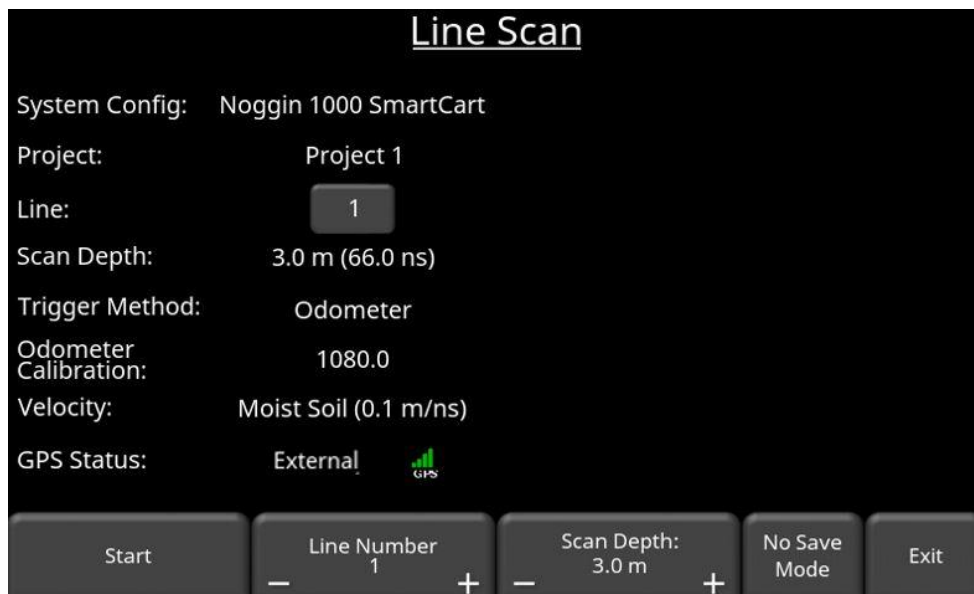 Line Scan
System Config: Noggin 1000 SmartCart
Project: Project 1
Line: 1
Scan Depth: 3.0 m (66.0 ns)
Trigger Method: Odometer
Odometer
Calibration: 1080.0
Velocity: Moist Soil (0.1 m/ns)
GPS Status: External GPS
Start
Line Number
− 1 +
Scan Depth:
− 3.0 m +
No Save
Mode
Exit